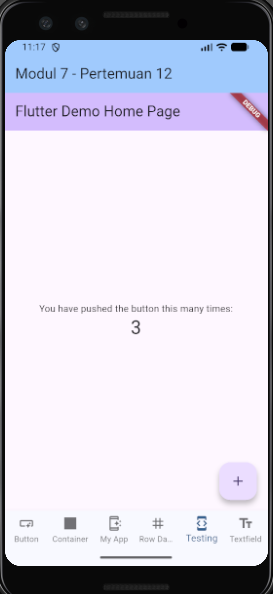 11:17
Modul 7 - Pertemuan 12
Flutter Demo Home Page
DEBUG
You have pushed the button this many times:
3
+
Button Container My App Row Da... Testing Textfield